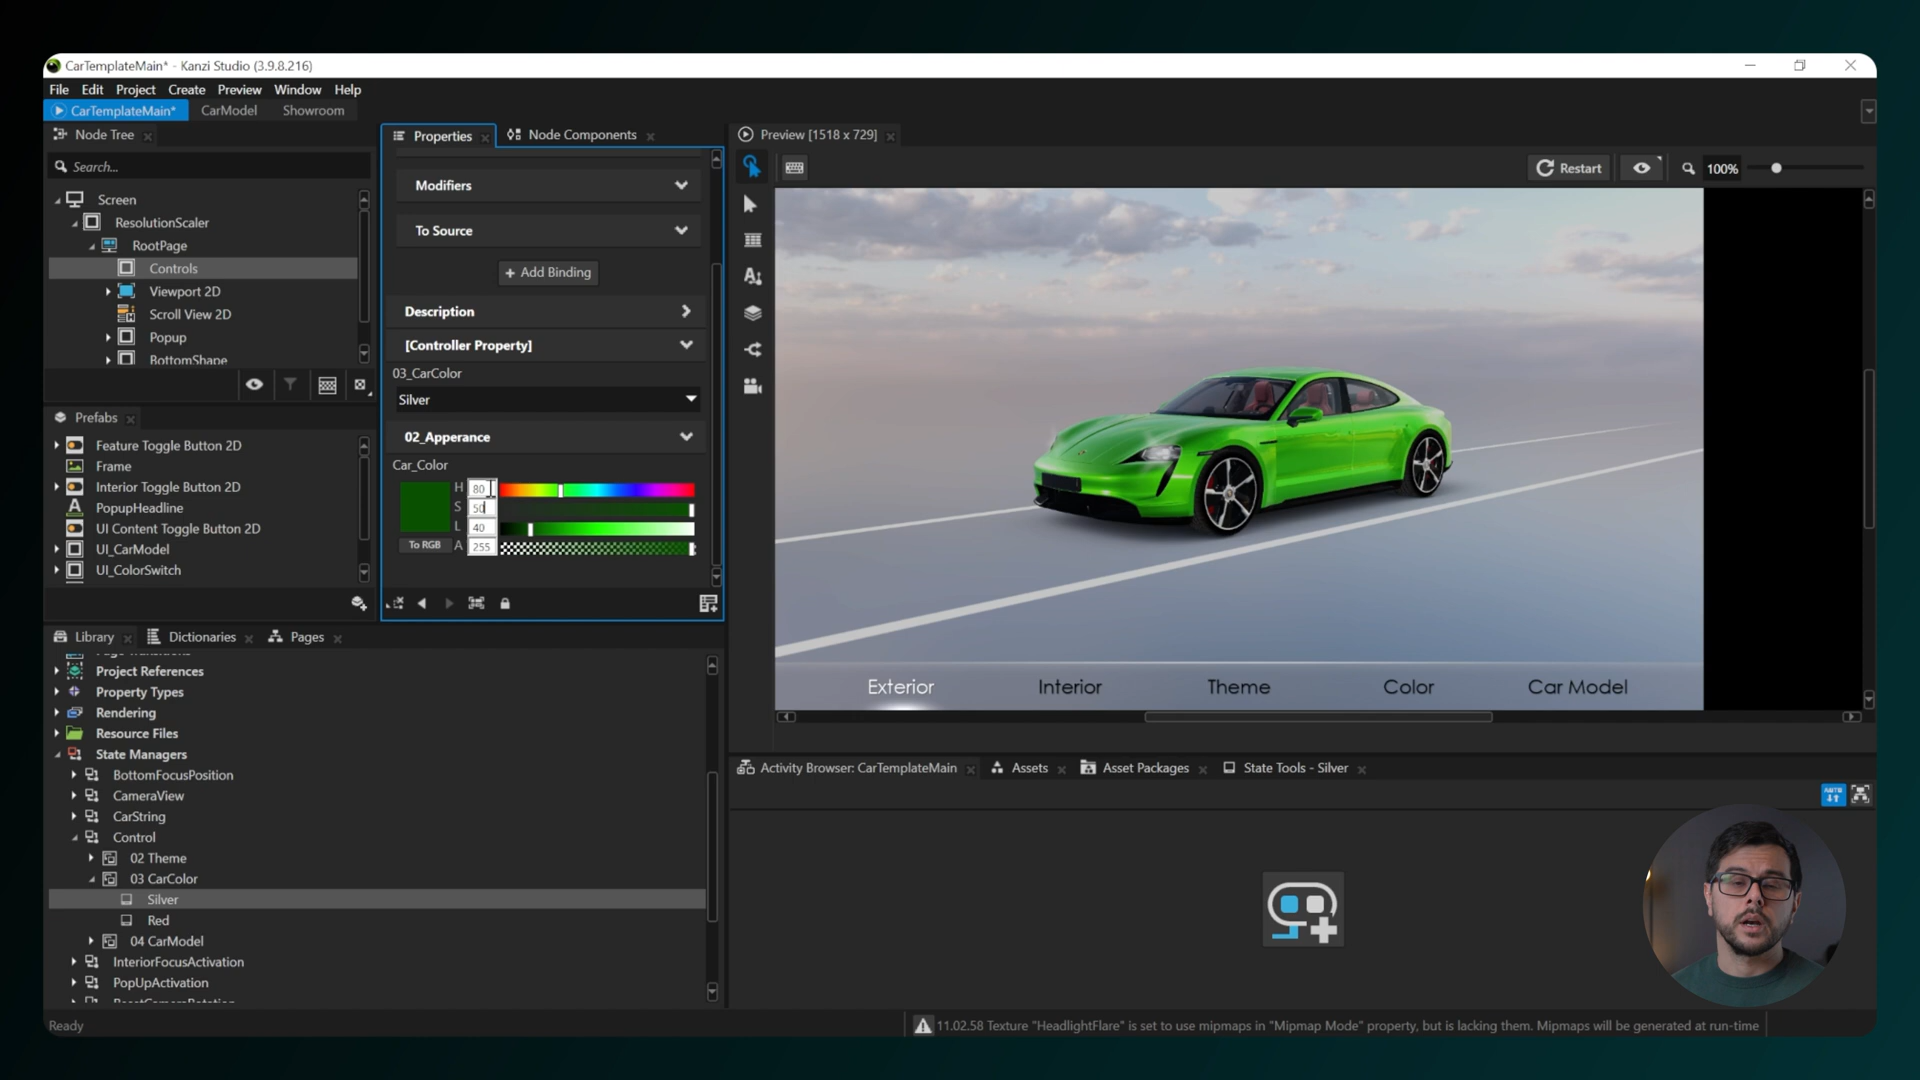 CarTemplateMain* - Kanzi Studio (3.9.8.216)
File Edit Project Create Preview Window Help
CarTemplateMain* CarModel Showroom
Node Tree
Search...
Screen
ResolutionScaler
RootPage
Controls
Viewport 2D
Scroll View 2D
Popup
BottomShape
Prefabs
Feature Toggle Button 2D
Frame
Interior Toggle Button 2D
PopupHeadline
UI Content Toggle Button 2D
UI_CarModel
UI_ColorSwitch
Properties Node Components
Modifiers
To Source
+ Add Binding
Description
[Controller Property]
03_CarColor
Silver
02_Apperance
Car_Color
H 80
S 50
L 40
To RGB A 255
Preview [1518 x 729]
Restart 100%
Exterior Interior Theme Color Car Model
Library Dictionaries Pages
Project References
Property Types
Rendering
Resource Files
State Managers
BottomFocusPosition
CameraView
CarString
Control
02 Theme
03 CarColor
Silver
Red
04 CarModel
InteriorFocusActivation
PopUpActivation
Activity Browser: CarTemplateMain Assets Asset Packages State Tools - Silver
AUTO
Ready
11.02.58 Texture "HeadlightFlare" is set to use mipmaps in "Mipmap Mode" property, but is lacking them. Mipmaps will be generated at run-time